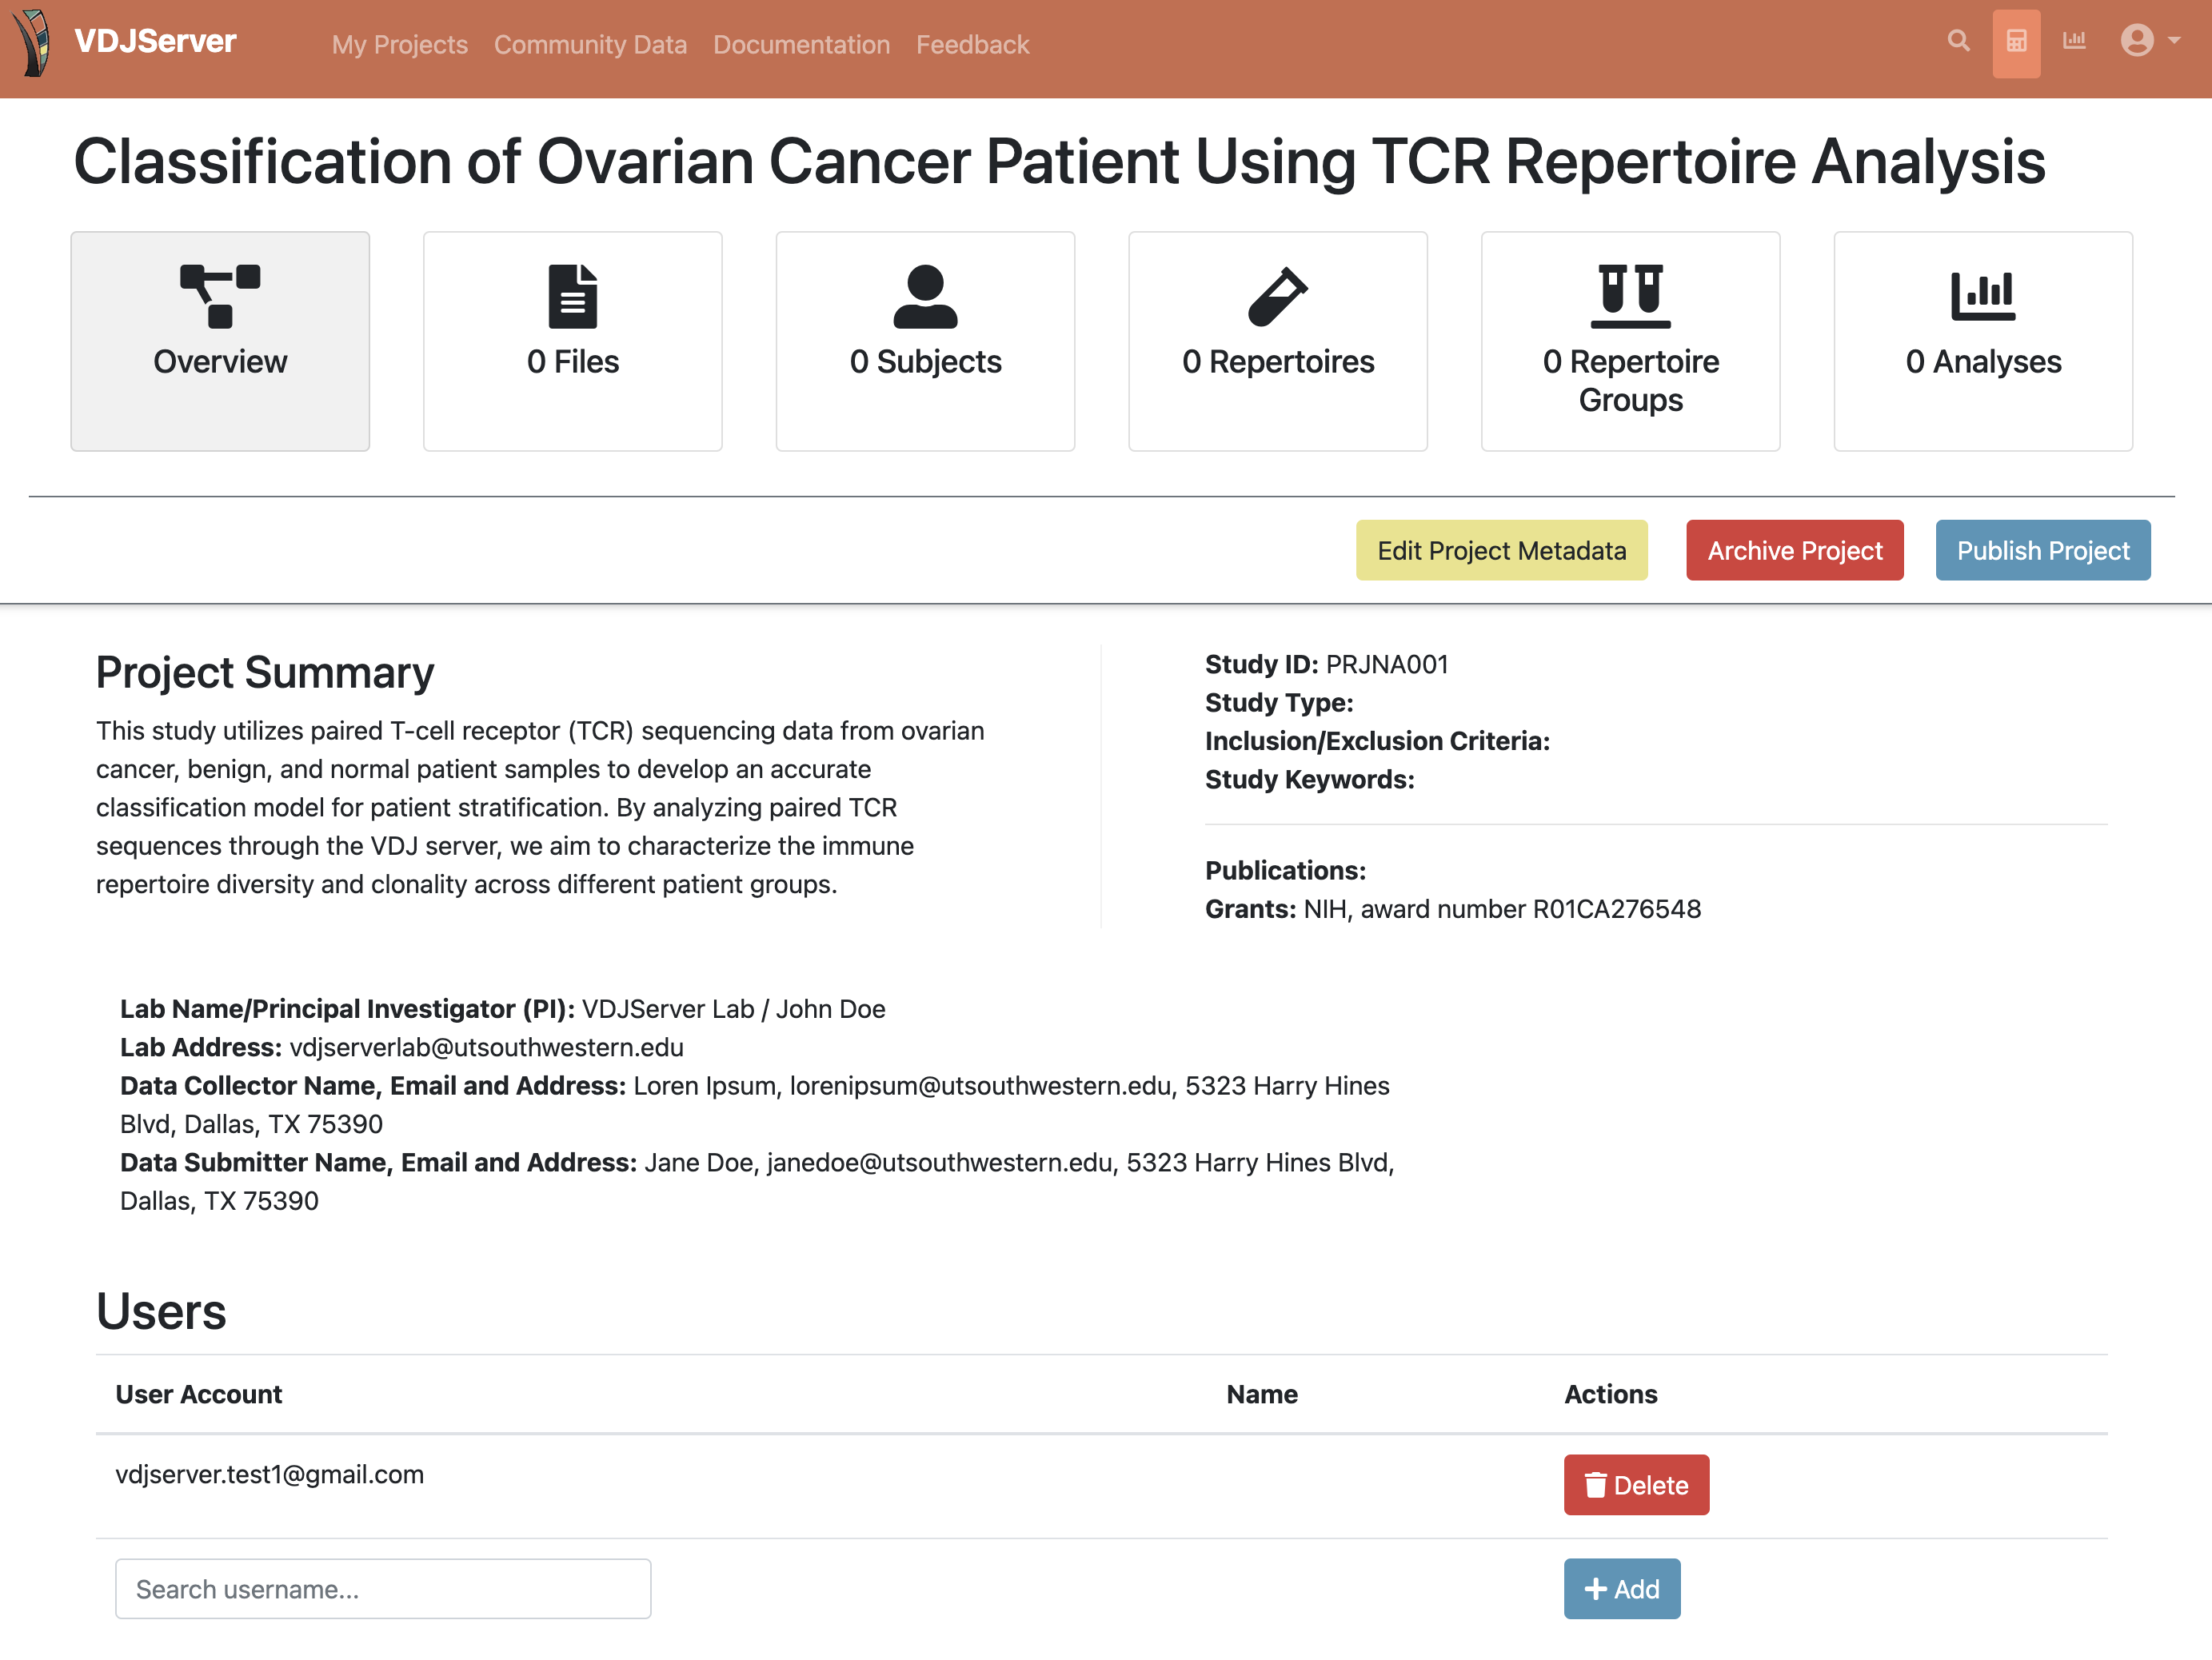 VDJServer
My Projects Community Data Documentation Feedback
Classification of Ovarian Cancer Patient Using TCR Repertoire Analysis
Overview
0 Files
0 Subjects
0 Repertoires
0 Repertoire
Groups
0 Analyses
Edit Project Metadata Archive Project Publish Project
Project Summary
This study utilizes paired T-cell receptor (TCR) sequencing data from ovarian
cancer, benign, and normal patient samples to develop an accurate
classification model for patient stratification. By analyzing paired TCR
sequences through the VDJ server, we aim to characterize the immune
repertoire diversity and clonality across different patient groups.
Study ID: PRJNA001
Study Type:
Inclusion/Exclusion Criteria:
Study Keywords:
Publications:
Grants: NIH, award number R01CA276548
Lab Name/Principal Investigator (PI): VDJServer Lab / John Doe
Lab Address: vdjserverlab@utsouthwestern.edu
Data Collector Name, Email and Address: Loren Ipsum, lorenipsum@utsouthwestern.edu, 5323 Harry Hines
Blvd, Dallas, TX 75390
Data Submitter Name, Email and Address: Jane Doe, janedoe@utsouthwestern.edu, 5323 Harry Hines Blvd,
Dallas, TX 75390
Users
User Account Name Actions
vdjserver.test1@gmail.com Delete
Search username... Add